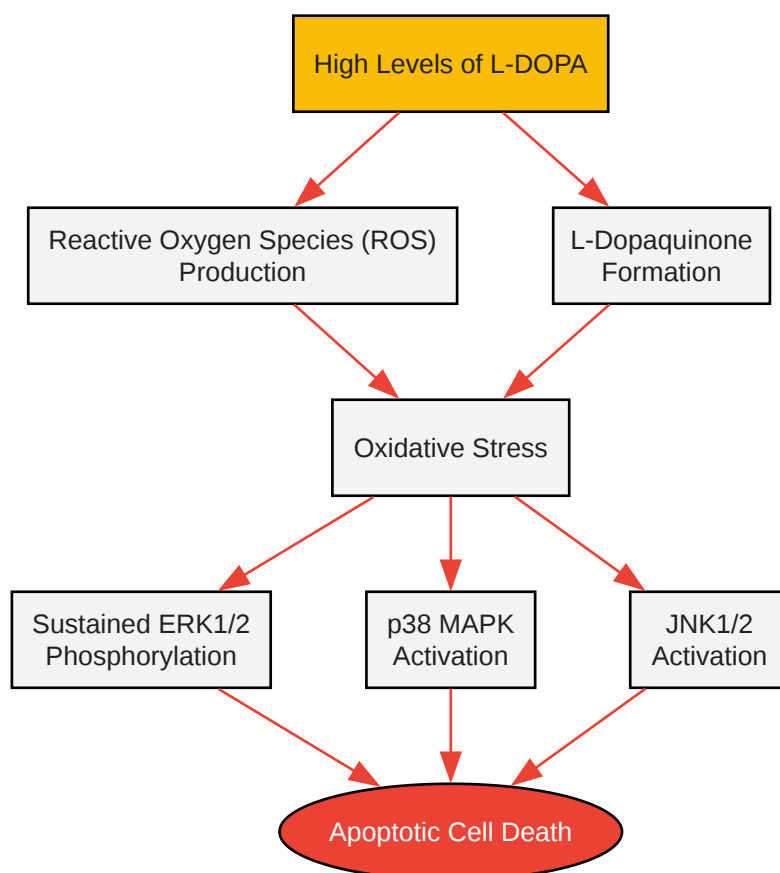 High Levels of L-DOPA
Reactive Oxygen Species (ROS)
Production
L-Dopaquinone
Formation
Oxidative Stress
Sustained ERK1/2
Phosphorylation
p38 MAPK
Activation
JNK1/2
Activation
Apoptotic Cell Death